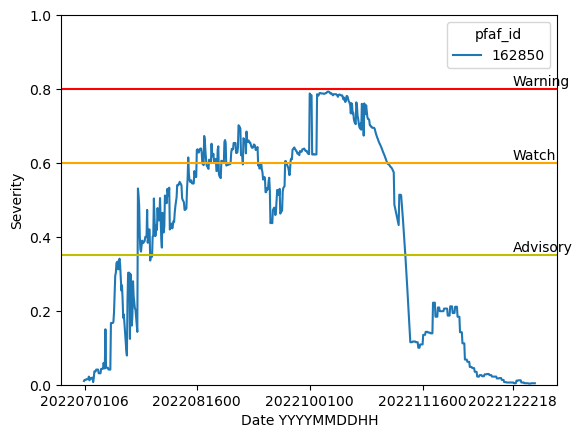 pfaf_id
162850
1.0
0.8
0.6
0.4
0.2
0.0
Severity
Warning
Watch
Advisory
2022070106
2022081600
2022100100
2022111600
2022122218
Date YYYYMMDDHH